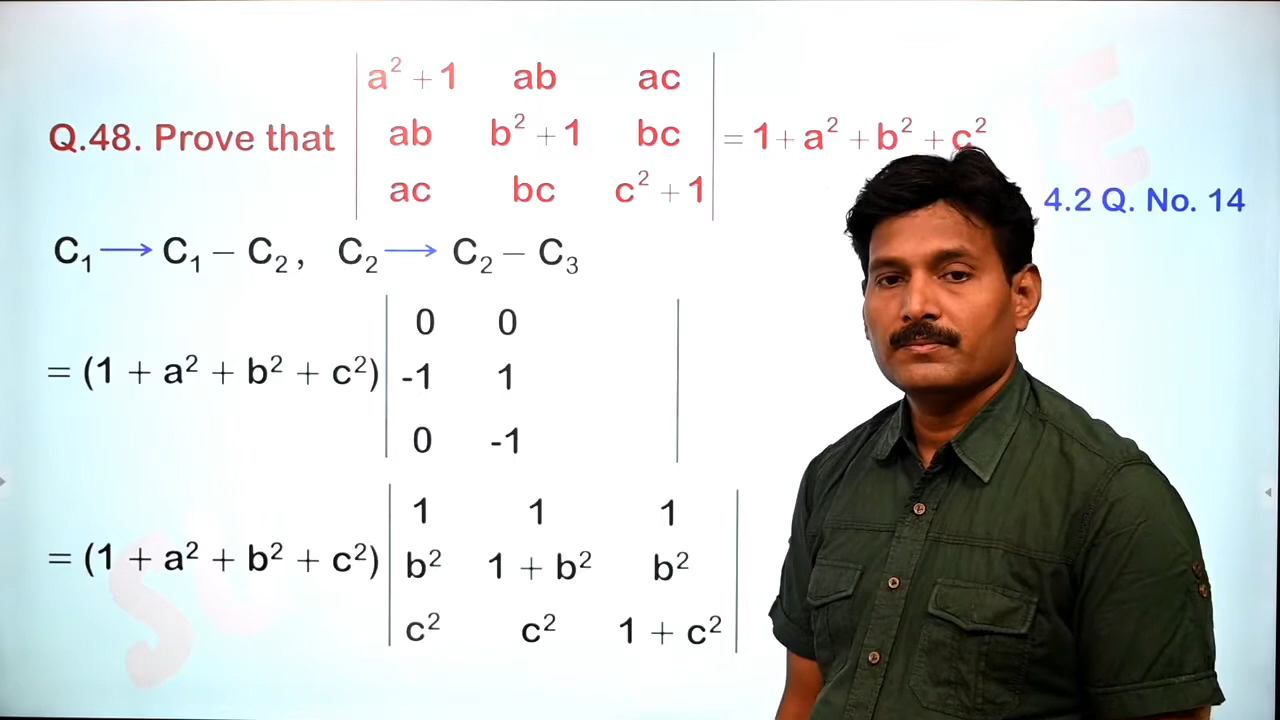 Q.48. Prove that | a² + 1 ab ac | = 1 + a² + b² + c²
| ab b² + 1 bc |
| ac bc c² + 1 |
4.2 Q. No. 14
C₁ → C₁ − C₂ , C₂ → C₂ − C₃
= (1 + a² + b² + c²) | 0 0 |
| -1 1 |
| 0 -1 |
= (1 + a² + b² + c²) | 1 1 1 |
| b² 1 + b² b² |
| c² c² 1 + c² |